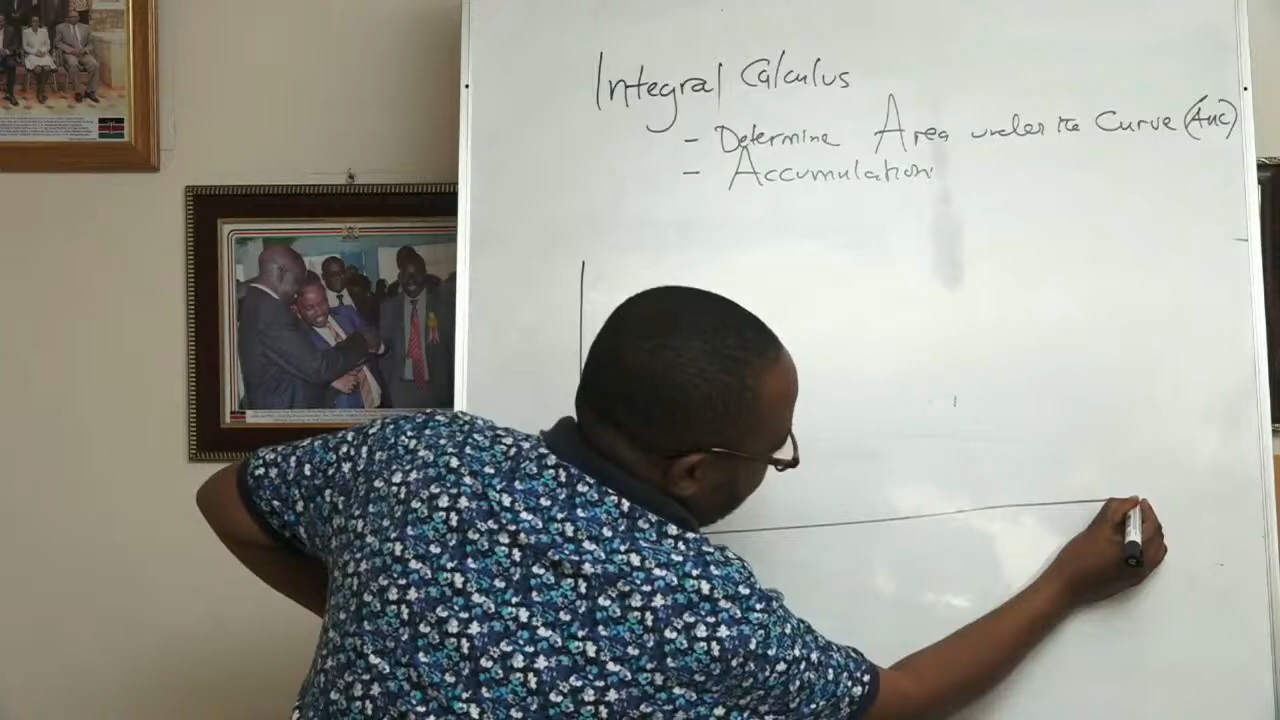 Integral Calculus
- Determine Area under the Curve (Auc)
- Accumulation